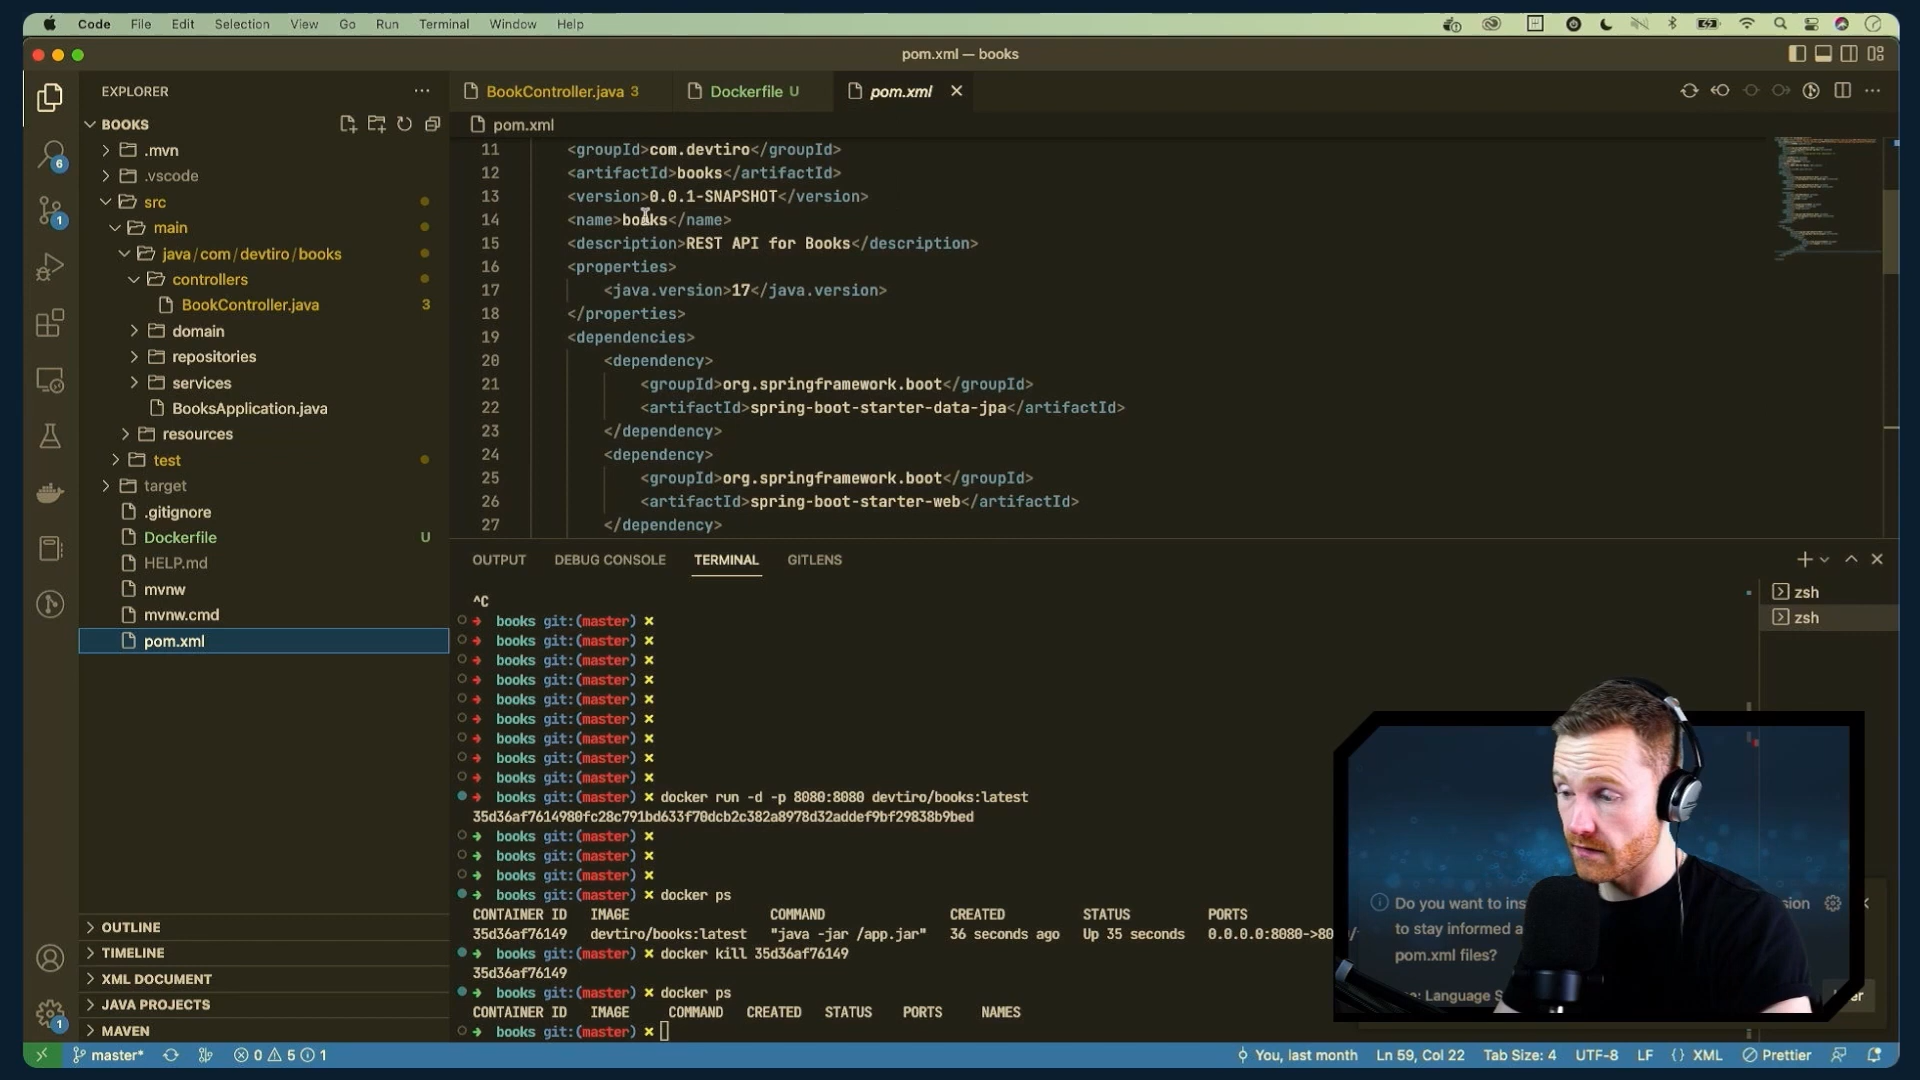 Code File Edit Selection View Go Run Terminal Window Help
pom.xml — books
EXPLORER
BookController.java 3
Dockerfile U
pom.xml
BOOKS
pom.xml
.mvn
.vscode
src
main
java / com / devtiro / books
controllers
BookController.java 3
domain
repositories
services
BooksApplication.java
resources
test
target
.gitignore
Dockerfile U
HELP.md
mvnw
mvnw.cmd
pom.xml
OUTLINE
TIMELINE
XML DOCUMENT
JAVA PROJECTS
MAVEN
6
1
1
11 <groupId>com.devtiro</groupId>
12 <artifactId>books</artifactId>
13 <version>0.0.1-SNAPSHOT</version>
14 <name>books</name>
15 <description>REST API for Books</description>
16 <properties>
17 <java.version>17</java.version>
18 </properties>
19 <dependencies>
20 <dependency>
21 <groupId>org.springframework.boot</groupId>
22 <artifactId>spring-boot-starter-data-jpa</artifactId>
23 </dependency>
24 <dependency>
25 <groupId>org.springframework.boot</groupId>
26 <artifactId>spring-boot-starter-web</artifactId>
27 </dependency>
OUTPUT DEBUG CONSOLE TERMINAL GITLENS
zsh
zsh
^C
➜ books git:(master) ✗
➜ books git:(master) ✗
➜ books git:(master) ✗
➜ books git:(master) ✗
➜ books git:(master) ✗
➜ books git:(master) ✗
➜ books git:(master) ✗
➜ books git:(master) ✗
➜ books git:(master) ✗
➜ books git:(master) ✗ docker run -d -p 8080:8080 devtiro/books:latest
35d36af7614980fc28c791bd633f70dcb2c382a8978d32addef9bf29838b9bed
➜ books git:(master) ✗
➜ books git:(master) ✗
➜ books git:(master) ✗
➜ books git:(master) ✗ docker ps
CONTAINER ID IMAGE COMMAND CREATED STATUS PORTS
35d36af76149 devtiro/books:latest "java -jar /app.jar" 36 seconds ago Up 35 seconds 0.0.0.0:8080->80
➜ books git:(master) ✗ docker kill 35d36af76149
35d36af76149
➜ books git:(master) ✗ docker ps
CONTAINER ID IMAGE COMMAND CREATED STATUS PORTS NAMES
➜ books git:(master) ✗
Do you want to ins
to stay informed a
pom.xml files?
: Language S
master* 0 5 1 You, last month Ln 59, Col 22 Tab Size: 4 UTF-8 LF {} XML Prettier